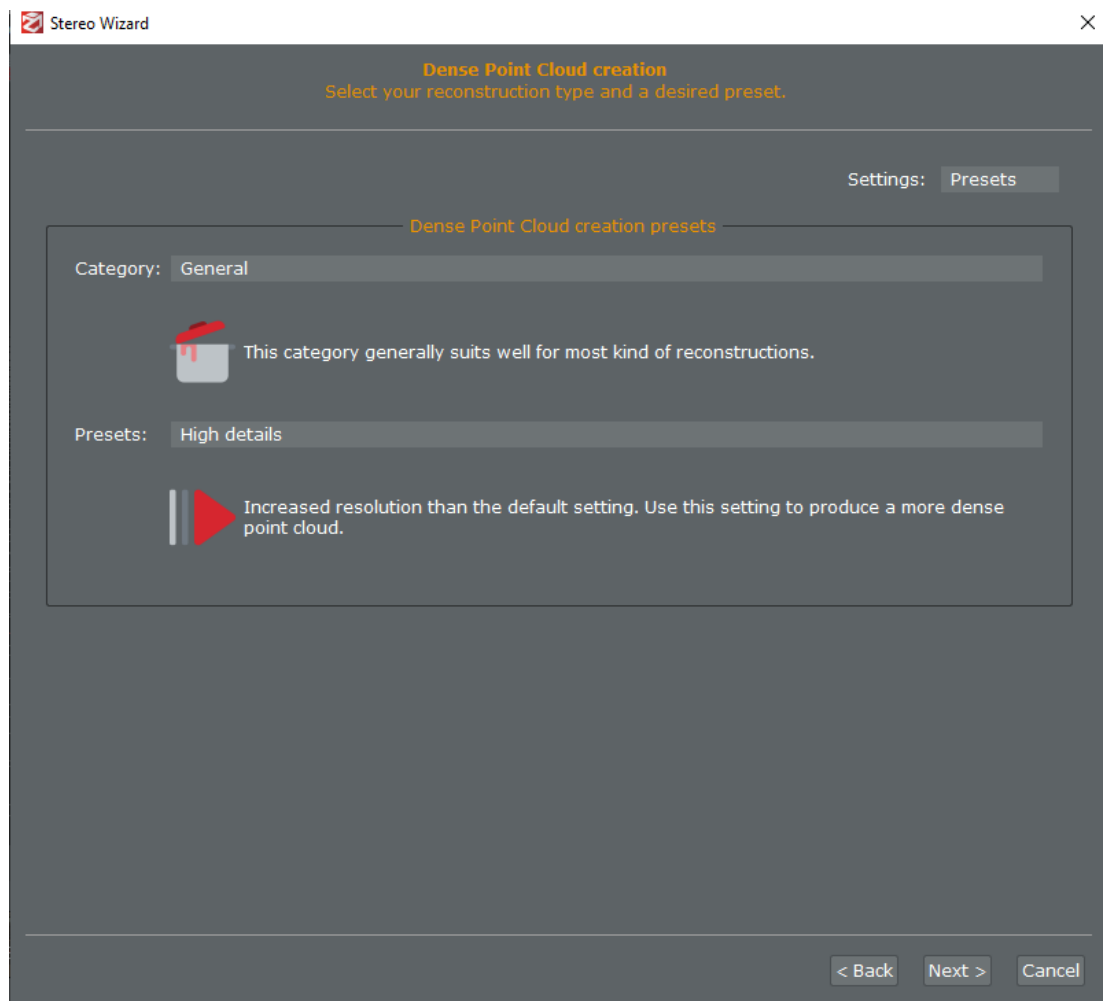 Stereo Wizard
Dense Point Cloud creation
Select your reconstruction type and a desired preset.
Settings: Presets
Dense Point Cloud creation presets
Category: General
This category generally suits well for most kind of reconstructions.
Presets: High details
Increased resolution than the default setting. Use this setting to produce a more dense
point cloud.
< Back Next > Cancel